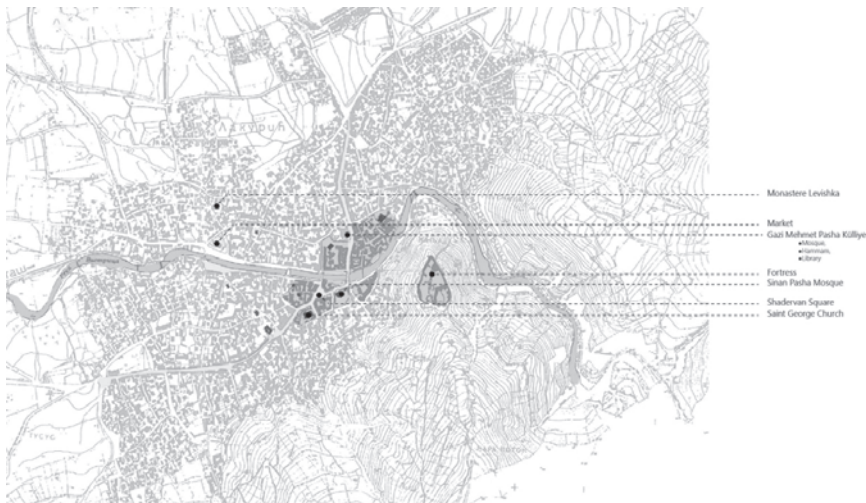 Лакурић
Monastere Levishka
Market
Gazi Mehmet Pasha Külliye
Mosque,
Hammam,
Library
Fortress
Sinan Pasha Mosque
Shadervan Square
Saint George Church